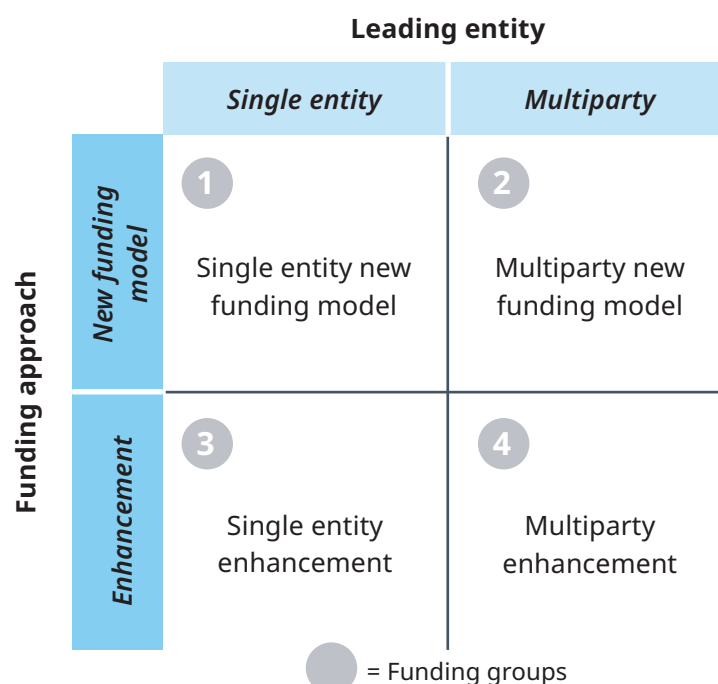 Leading entity
Single entity
Multiparty
Funding approach
New funding
model
1
Single entity new
funding model
2
Multiparty new
funding model
Enhancement
3
Single entity
enhancement
4
Multiparty
enhancement
= Funding groups